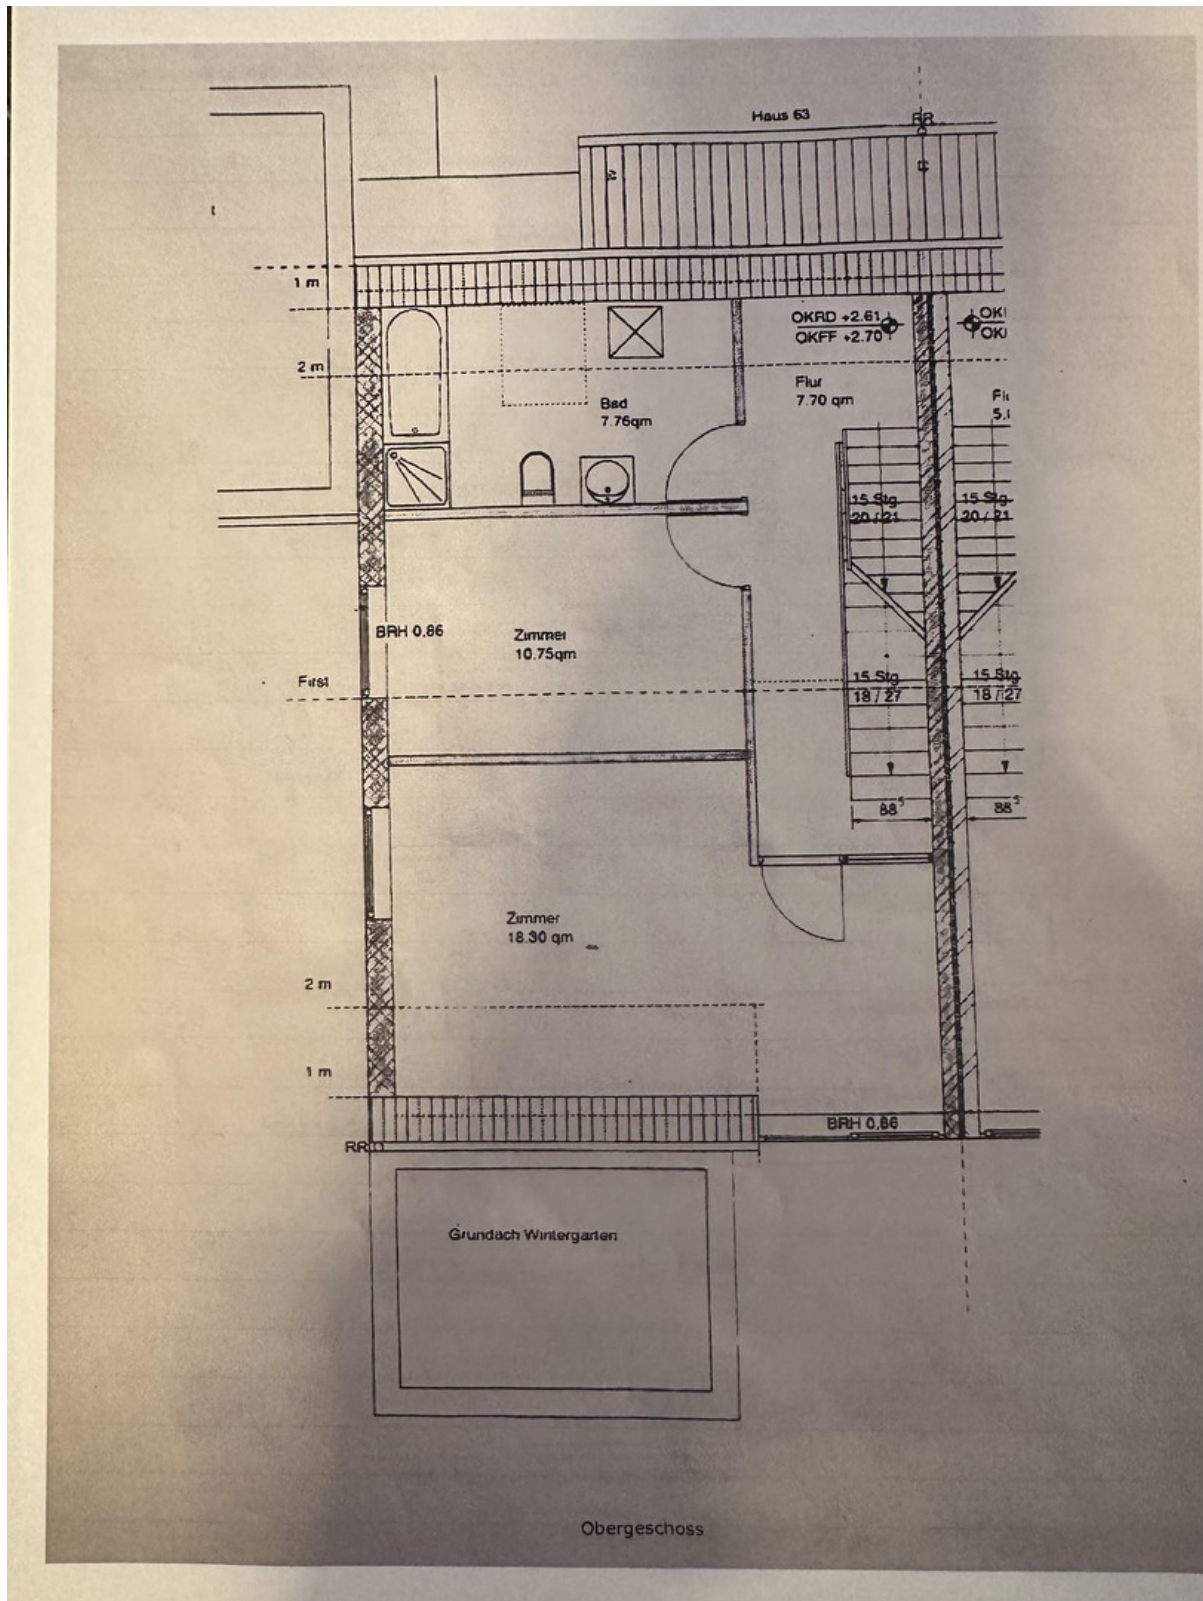 Haus 63
RR
1 m
OKRD +2.61
OKFF +2.70
2 m
Flur
7.70 qm
Bad
7.76qm
15 Stg
20 / 21
15 Stg
20 / 21
BRH 0.86
Zimmer
10.75qm
First
15 Stg
18 / 27
15 Stg
18 / 27
88⁵
88⁵
Zimmer
18.30 qm
2 m
1 m
BRH 0.86
RR
Grundach Wintergarten
Obergeschoss